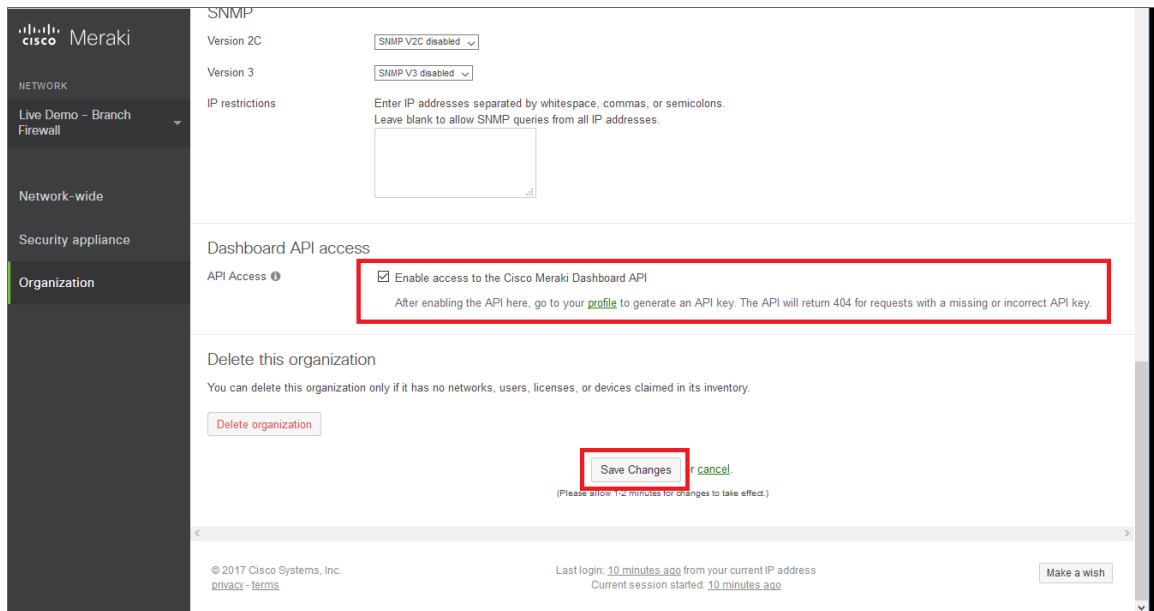 SNMP
cisco Meraki
Version 2C
SNMP V2C disabled
Version 3
SNMP V3 disabled
NETWORK
IP restrictions
Enter IP addresses separated by whitespace, commas, or semicolons.
Leave blank to allow SNMP queries from all IP addresses.
Live Demo - Branch
Firewall
Network-wide
Security appliance
Organization
Dashboard API access
API Access
Enable access to the Cisco Meraki Dashboard API
After enabling the API here, go to your profile to generate an API key. The API will return 404 for requests with a missing or incorrect API key.
Delete this organization
You can delete this organization only if it has no networks, users, licenses, or devices claimed in its inventory.
Delete organization
Save Changes or cancel.
(Please allow 1-2 minutes for changes to take effect.)
© 2017 Cisco Systems, Inc.
privacy - terms
Last login: 10 minutes ago from your current IP address
Current session started: 10 minutes ago
Make a wish